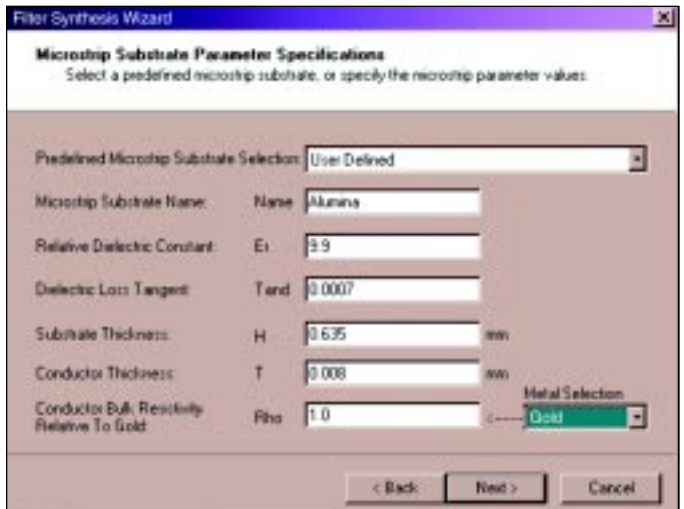 Filter Synthesis Wizard
Microstrip Substrate Parameter Specifications
Select a predefined microstrip substrate, or specify the microstrip parameter values.
Predefined Microstrip Substrate Selection: User Defined
Microstrip Substrate Name: Name Alumina
Relative Dielectric Constant: Er 9.9
Dielectric Loss Tangent: Tand 0.0007
Substrate Thickness: H 0.635 mm
Conductor Thickness: T 0.008 mm
Metal Selection
Conductor Bulk Resistivity
Relative To Gold: Rho 1.0 <---- Gold
< Back Next > Cancel